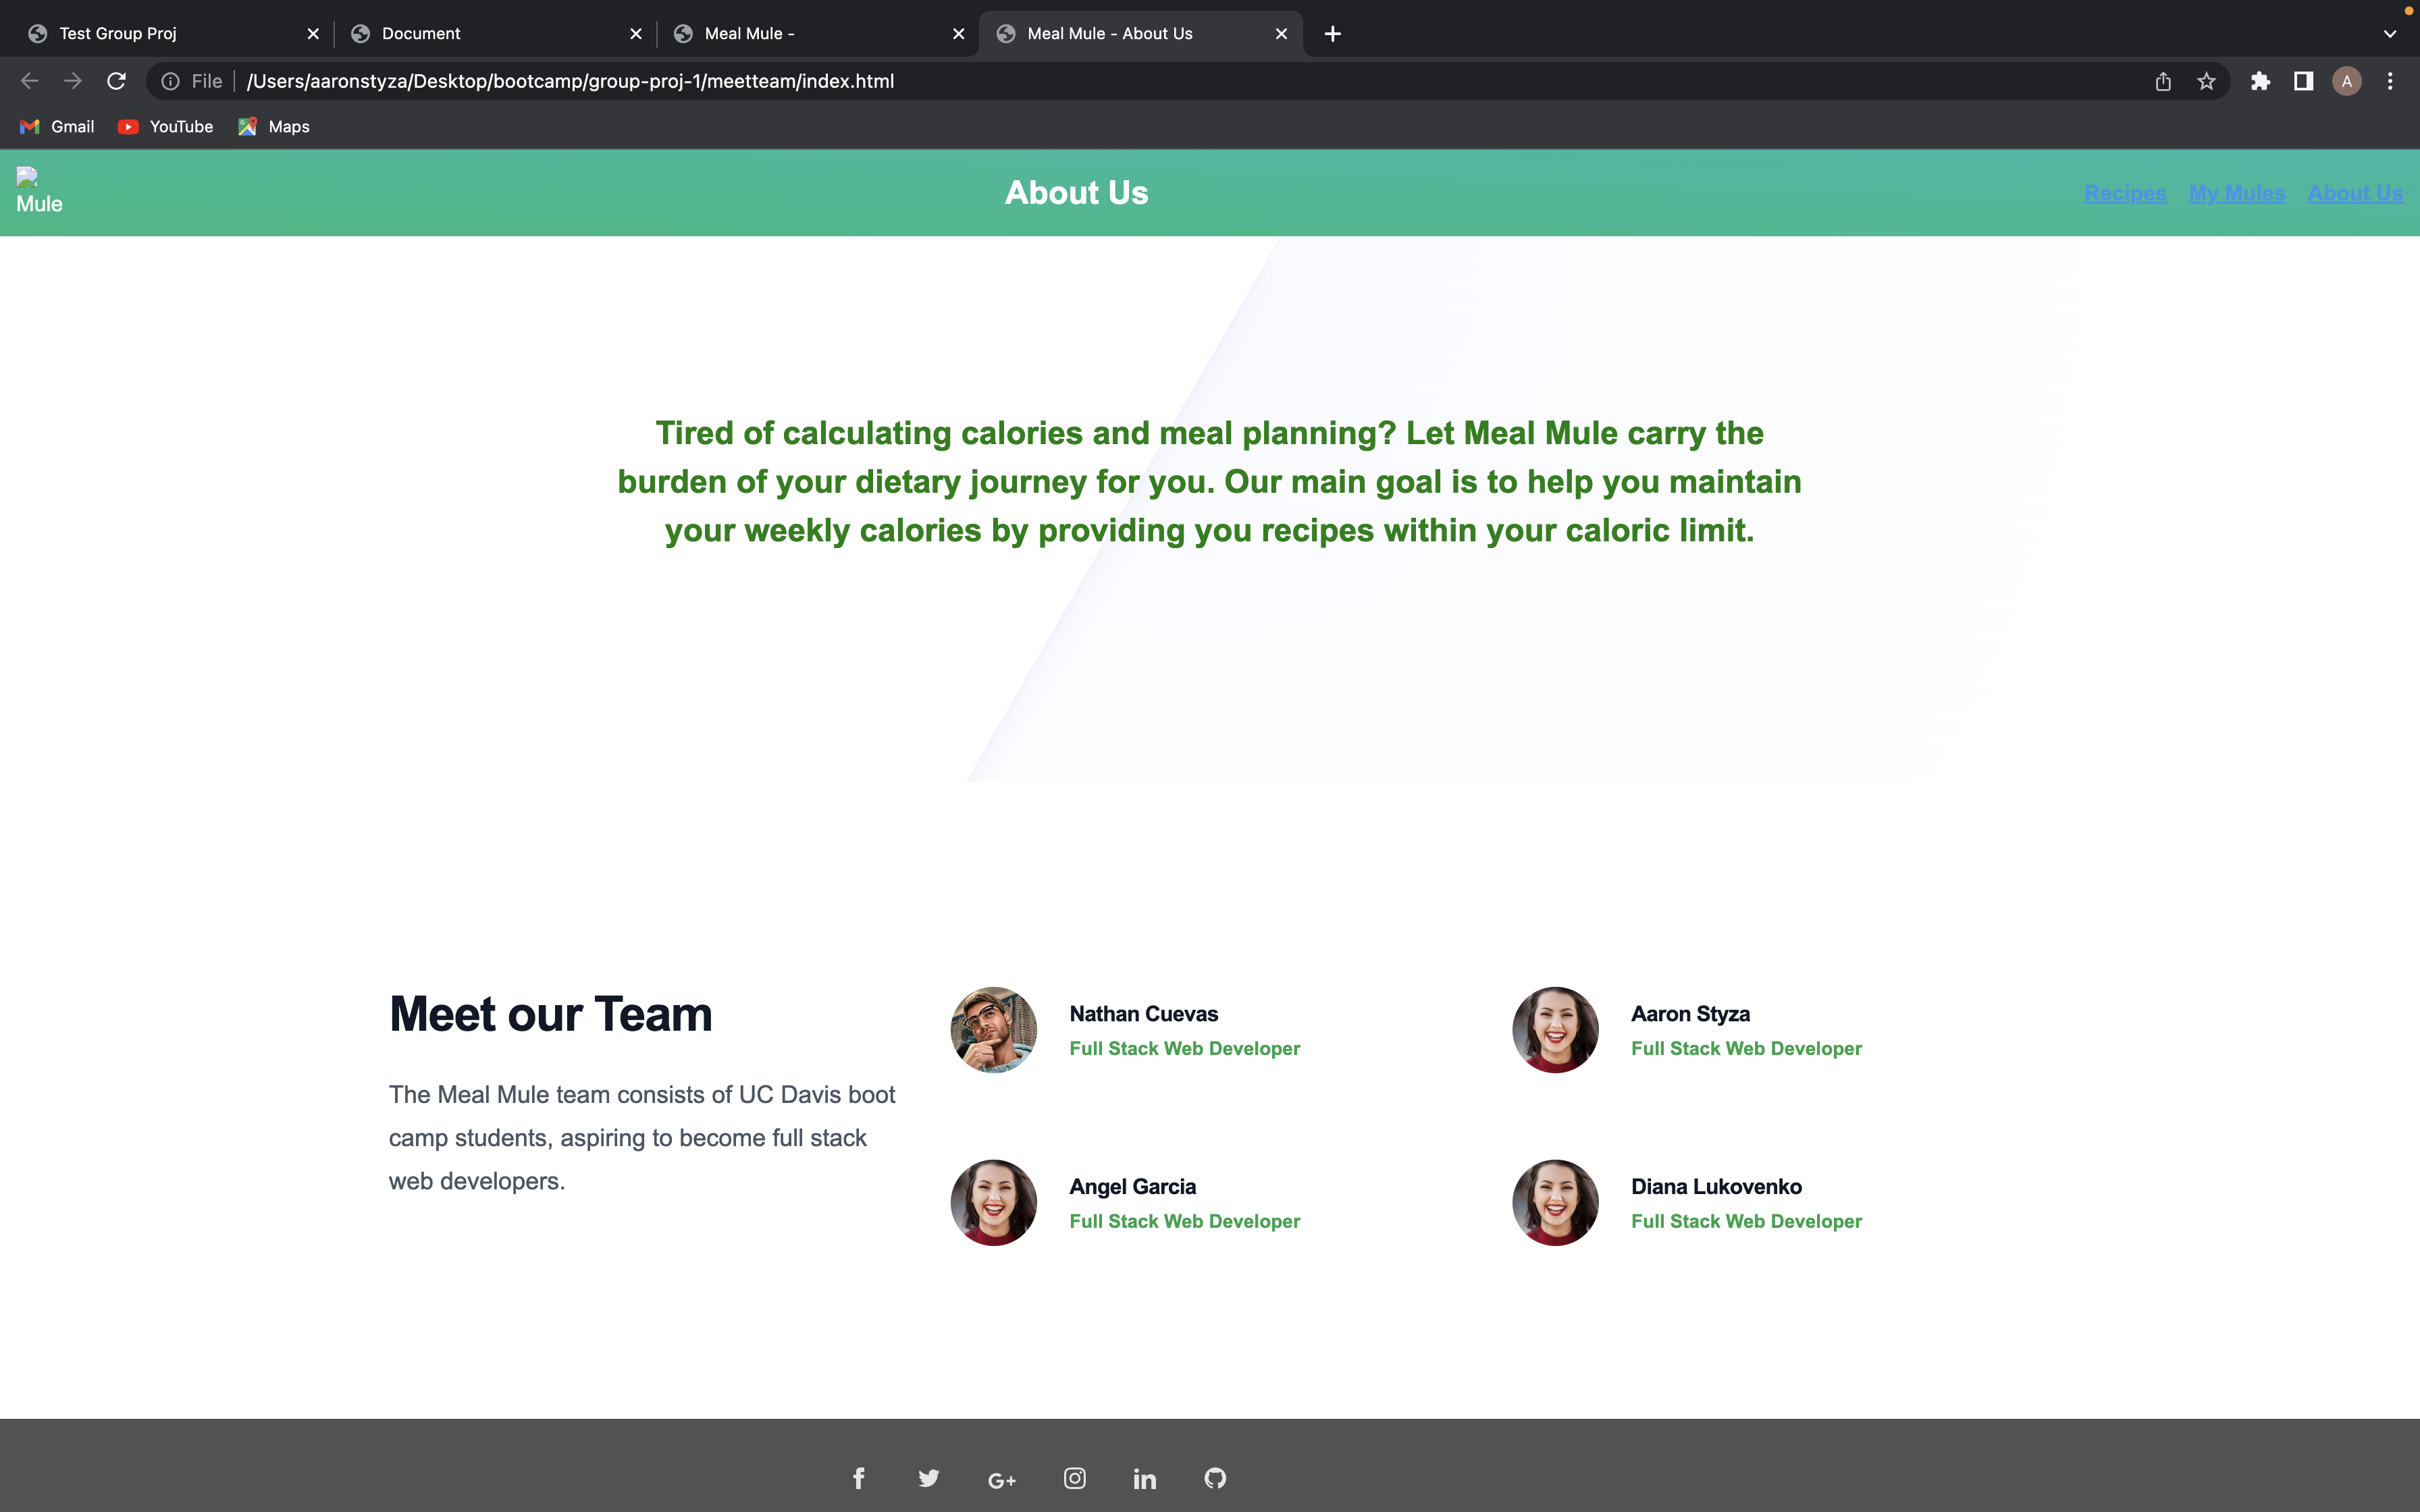 Test Group Proj
Document
Meal Mule -
Meal Mule - About Us
File
/Users/aaronstyza/Desktop/bootcamp/group-proj-1/meetteam/index.html
A
Gmail
YouTube
Maps
Mule
About Us
Recipes
My Mules
About Us
Tired of calculating calories and meal planning? Let Meal Mule carry the
burden of your dietary journey for you. Our main goal is to help you maintain
your weekly calories by providing you recipes within your caloric limit.
Meet our Team
The Meal Mule team consists of UC Davis boot
camp students, aspiring to become full stack
web developers.
Nathan Cuevas
Full Stack Web Developer
Aaron Styza
Full Stack Web Developer
Angel Garcia
Full Stack Web Developer
Diana Lukovenko
Full Stack Web Developer
f
G+
in